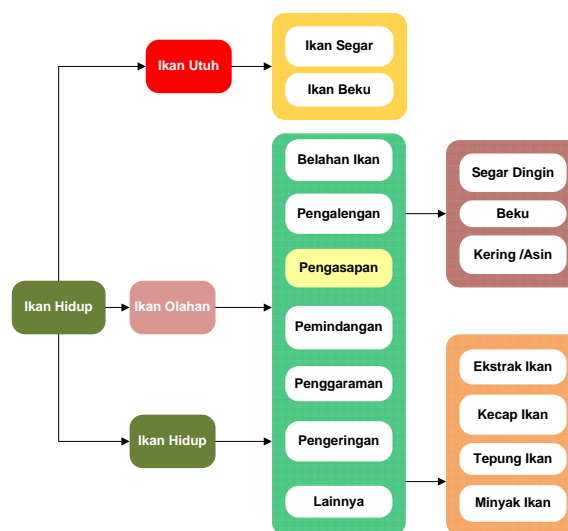 Ikan Utuh
Ikan Segar
Ikan Beku
Ikan Hidup
Ikan Olahan
Ikan Hidup
Belahan Ikan
Pengalengan
Pengasapan
Pemindangan
Penggaraman
Pengeringan
Lainnya
Segar Dingin
Beku
Kering /Asin
Ekstrak Ikan
Kecap Ikan
Tepung Ikan
Minyak Ikan